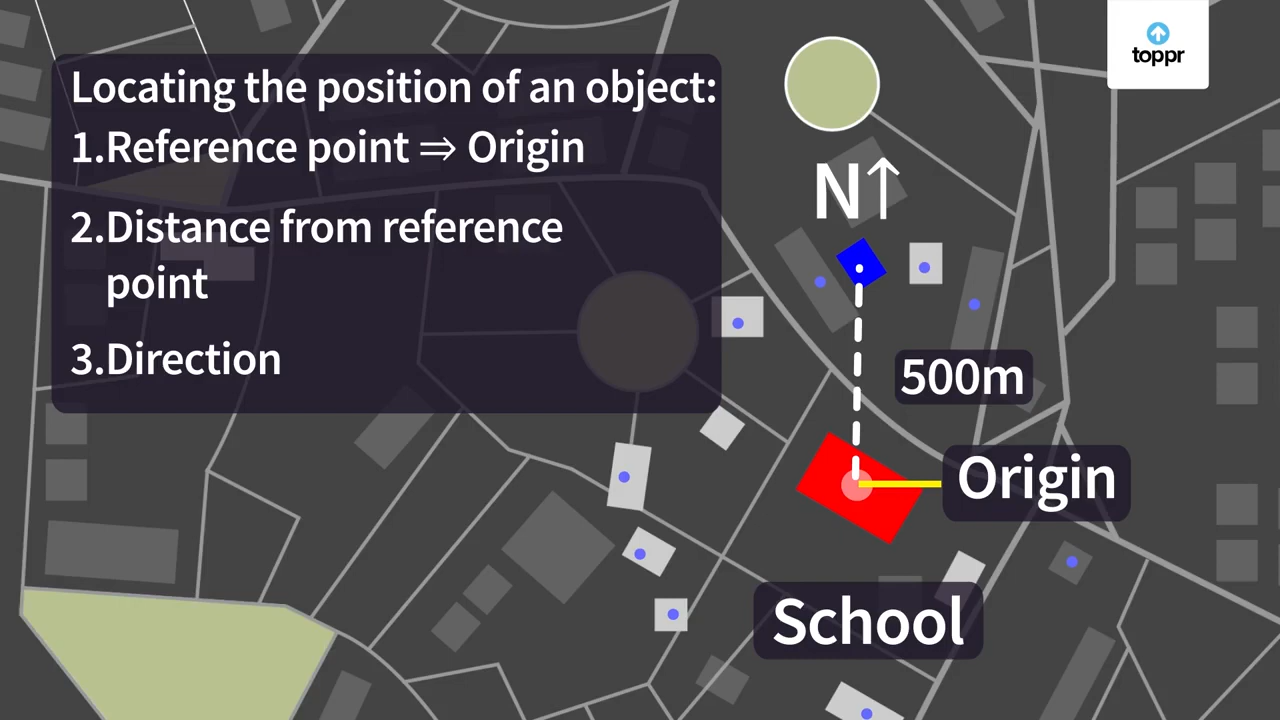 toppr
Locating the position of an object:
1.Reference point ⇒ Origin
2.Distance from reference
point
3.Direction
N↑
500m
Origin
School